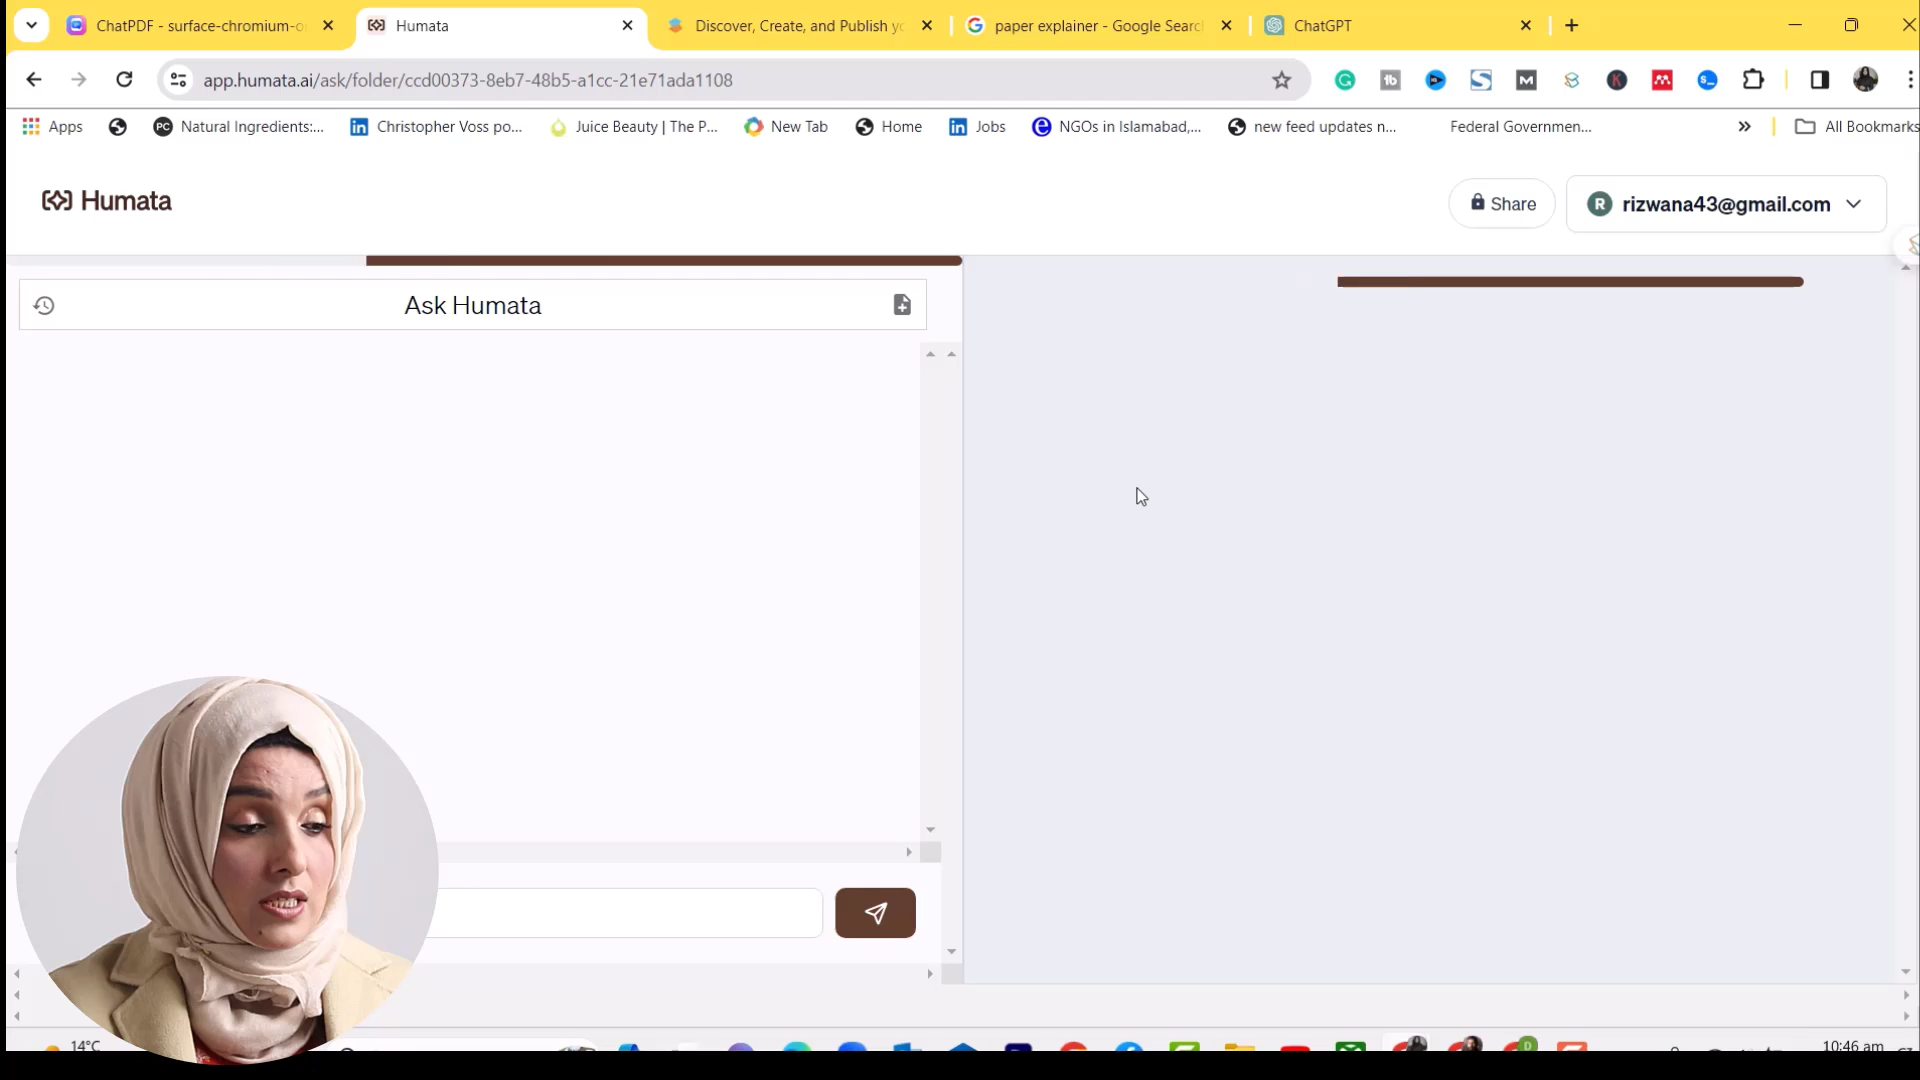 ChatPDF - surface-chromium-o
Humata
Discover, Create, and Publish yo
paper explainer - Google Searc
ChatGPT
app.humata.ai/ask/folder/ccd00373-8eb7-48b5-a1cc-21e71ada1108
Apps
Natural Ingredients:...
Christopher Voss po...
Juice Beauty | The P...
New Tab
Home
Jobs
NGOs in Islamabad,...
new feed updates n...
Federal Governmen...
All Bookmarks
Humata
Share
R
rizwana43@gmail.com
Ask Humata
14°C
10:46 am